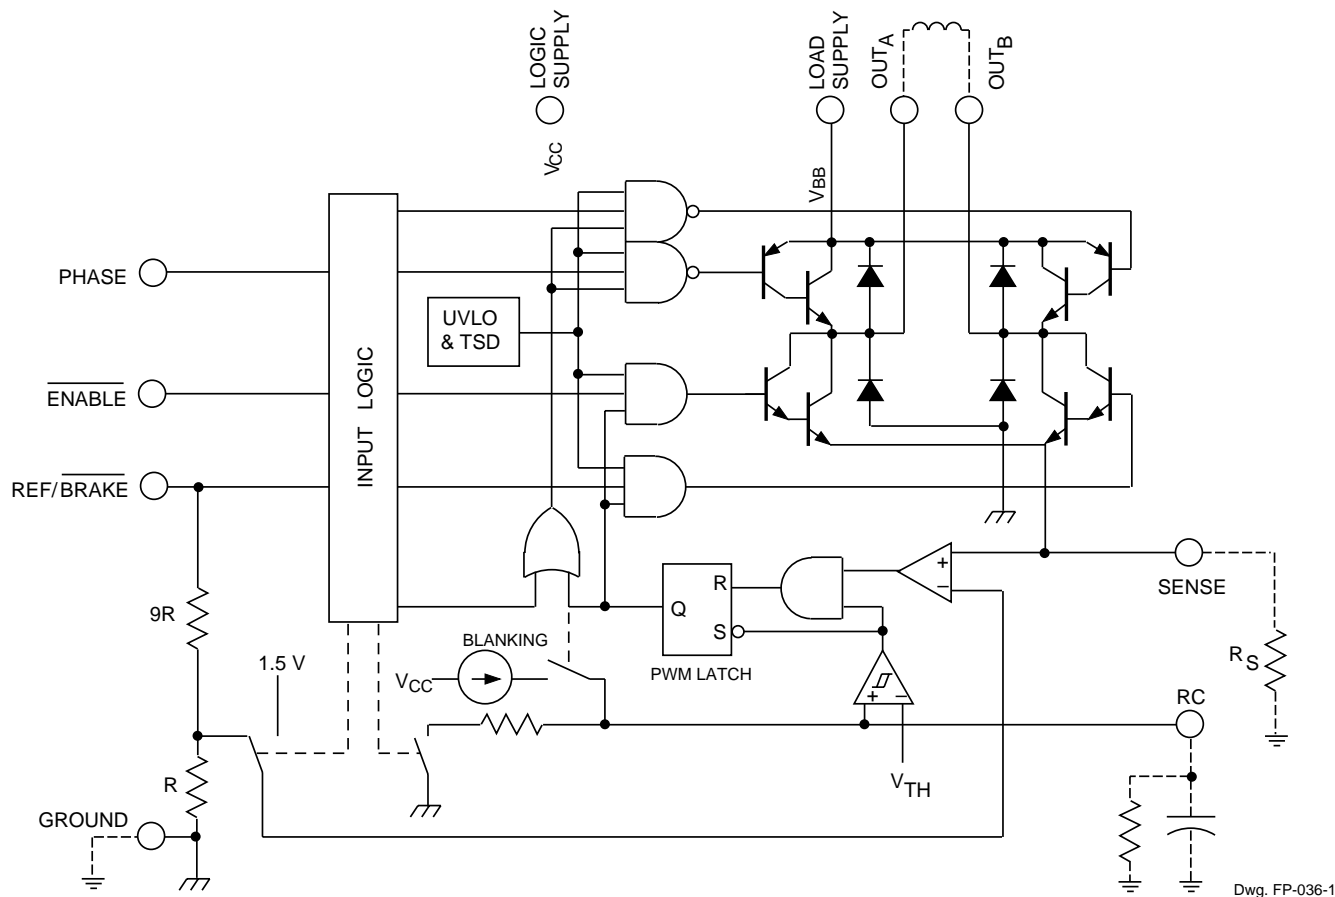 LOGIC
SUPPLY
LOAD
SUPPLY
OUTA
OUTB
VCC
VBB
PHASE
UVLO
& TSD
ENABLE
INPUT LOGIC
REF/BRAKE
SENSE
9R
R
Q
S
PWM LATCH
BLANKING
1.5 V
VCC
RS
RC
R
VTH
GROUND
+
−
+
−
Dwg. FP-036-1